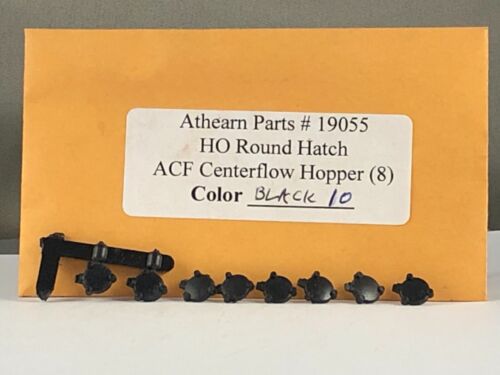 Athearn Parts # 19055
HO Round Hatch
ACF Centerflow Hopper (8)
Color BLACK 10